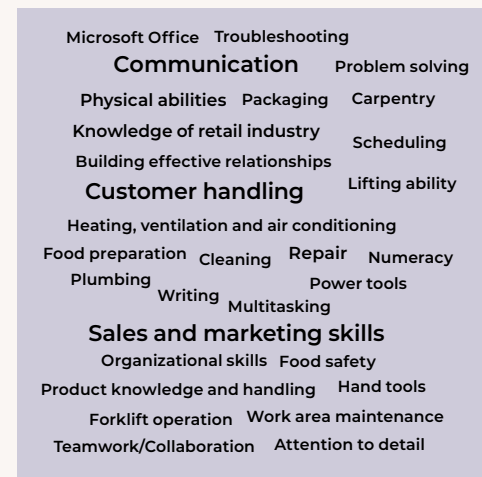 Microsoft Office Troubleshooting
Communication Problem solving
Physical abilities Packaging Carpentry
Knowledge of retail industry
Scheduling
Building effective relationships
Customer handling Lifting ability
Heating, ventilation and air conditioning
Food preparation Cleaning Repair Numeracy
Plumbing Writing Power tools
Multitasking
Sales and marketing skills
Organizational skills Food safety
Product knowledge and handling Hand tools
Forklift operation Work area maintenance
Teamwork/Collaboration Attention to detail